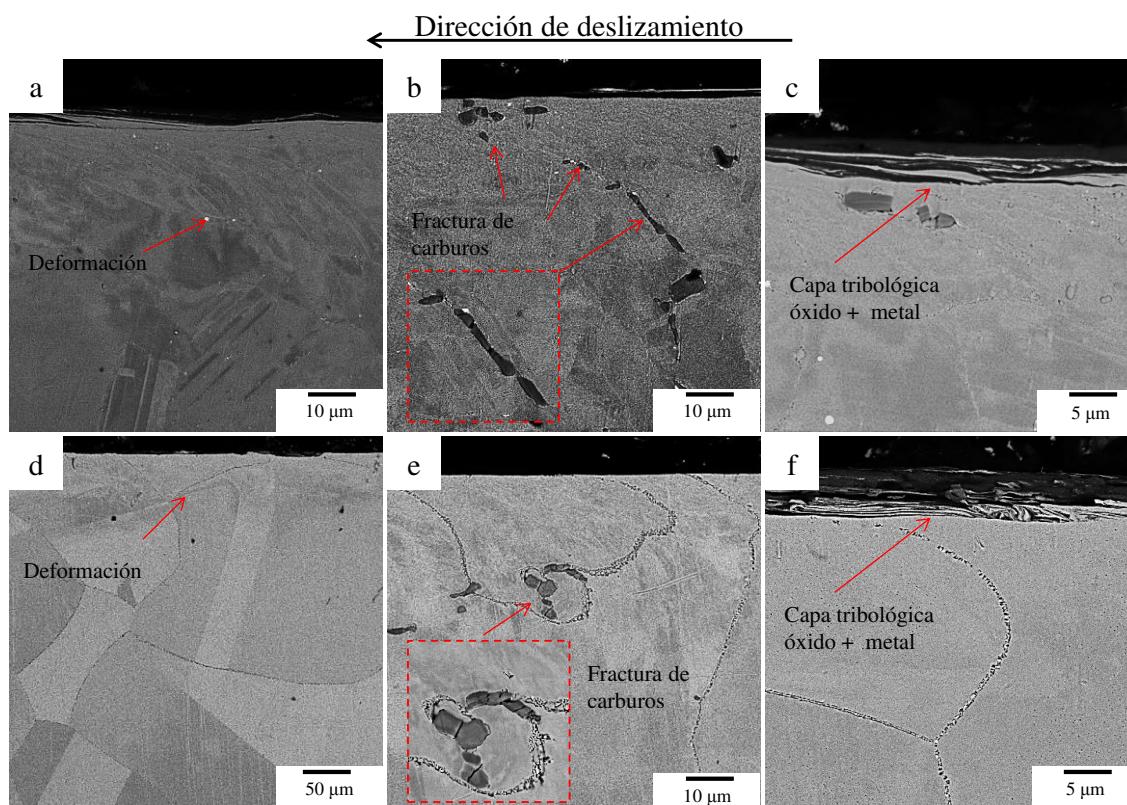 Dirección de deslizamiento
a
b
c
Deformación
Fractura de
carburos
Capa tribológica
óxido + metal
10 µm
10 µm
5 µm
d
e
f
Deformación
Fractura de
carburos
Capa tribológica
óxido + metal
50 µm
10 µm
5 µm